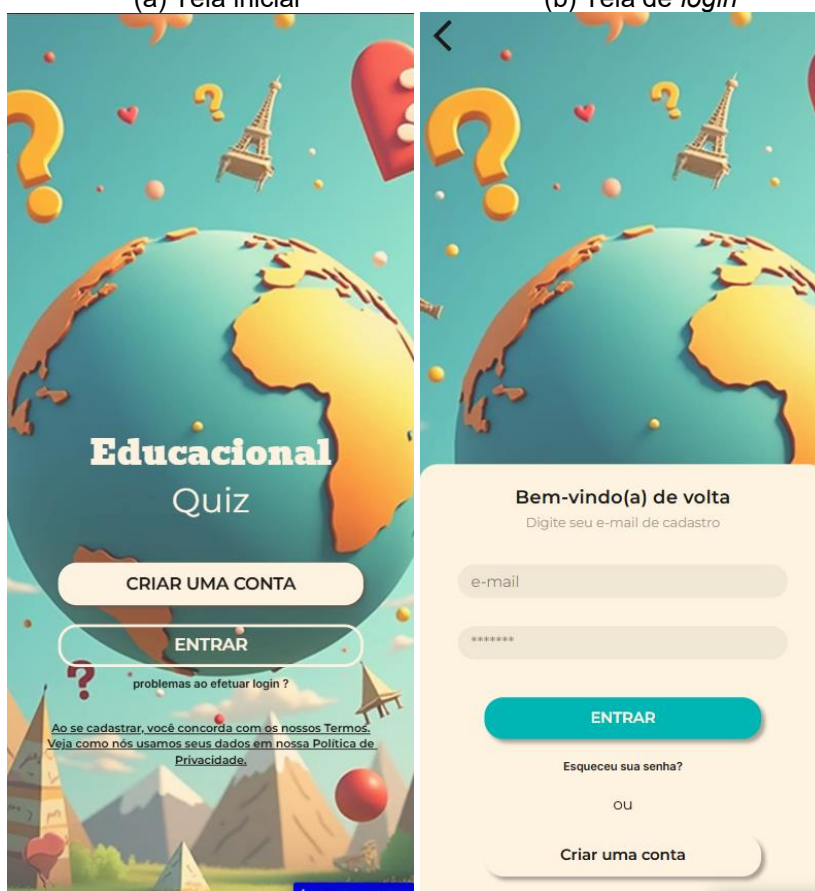 (a) Tela inicial
Educacional
Quiz
CRIAR UMA CONTA
ENTRAR
problemas ao efetuar login ?
Ao se cadastrar, você concorda com os nossos Termos.
Veja como nós usamos seus dados em nossa Política de
Privacidade.
(b) Tela de login
Bem-vindo(a) de volta
Digite seu e-mail de cadastro
e-mail
*******
ENTRAR
Esqueceu sua senha?
ou
Criar uma conta